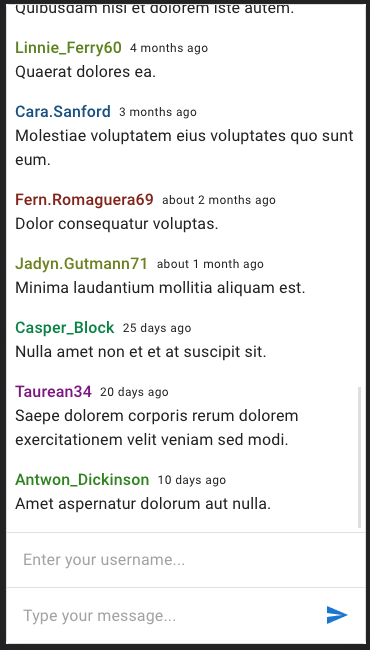 Quibusdam nisi et dolorem iste autem.
Linnie_Ferry60 4 months ago
Quaerat dolores ea.
Cara.Sanford 3 months ago
Molestiae voluptatem eius voluptates quo sunt
eum.
Fern.Romaguera69 about 2 months ago
Dolor consequatur voluptas.
Jadyn.Gutmann71 about 1 month ago
Minima laudantium mollitia aliquam est.
Casper_Block 25 days ago
Nulla amet non et et at suscipit sit.
Taurean34 20 days ago
Saepe dolorem corporis rerum dolorem
exercitationem velit veniam sed modi.
Antwon_Dickinson 10 days ago
Amet aspernatur dolorum aut nulla.
Enter your username...
Type your message...